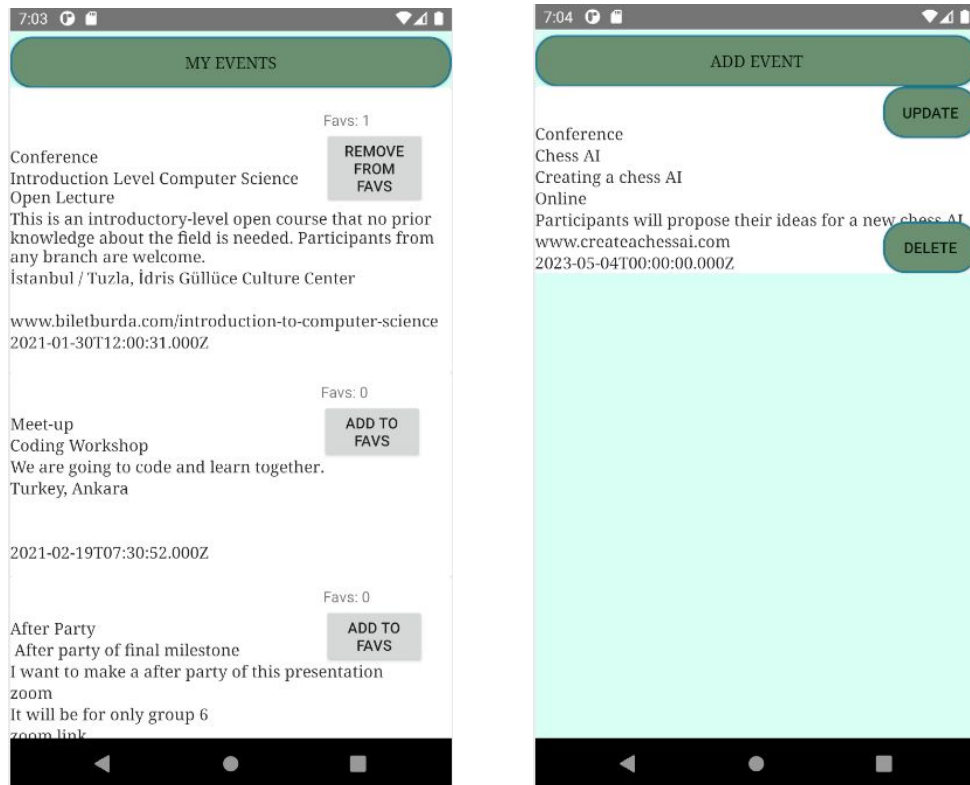 7:03
MY EVENTS
Favs: 1
REMOVE
FROM
FAVS
Conference
Introduction Level Computer Science
Open Lecture
This is an introductory-level open course that no prior
knowledge about the field is needed. Participants from
any branch are welcome.
İstanbul / Tuzla, İdris Güllüce Culture Center
www.biletburda.com/introduction-to-computer-science
2021-01-30T12:00:31.000Z
Favs: 0
ADD TO
FAVS
Meet-up
Coding Workshop
We are going to code and learn together.
Turkey, Ankara
2021-02-19T07:30:52.000Z
Favs: 0
ADD TO
FAVS
After Party
After party of final milestone
I want to make a after party of this presentation
zoom
It will be for only group 6
zoom link
7:04
ADD EVENT
UPDATE
Conference
Chess AI
Creating a chess AI
Online
Participants will propose their ideas for a new chess AI
www.createachessai.com
DELETE
2023-05-04T00:00:00.000Z